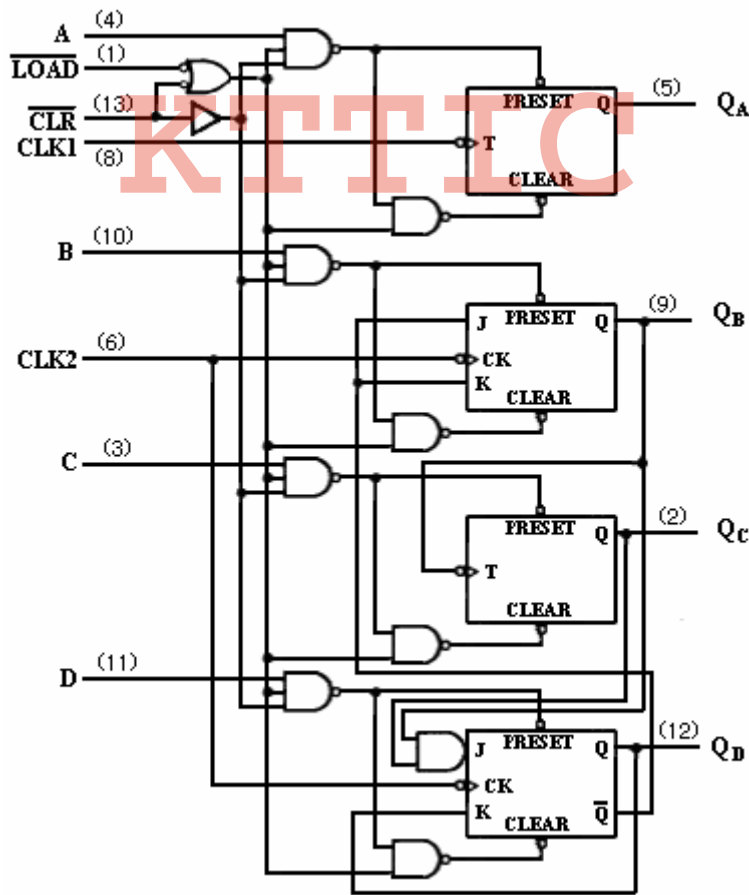 A (4)
LOAD (1)
CLR (13)
CLK1 (8)
KTTIC
PRESET Q (5) QA
T
CLEAR
B (10)
PRESET Q (9) QB
J
CLK2 (6)
CK
K
CLEAR
C (3)
PRESET Q (2) QC
T
CLEAR
D (11)
PRESET Q (12) QD
J
CK
K Q
CLEAR